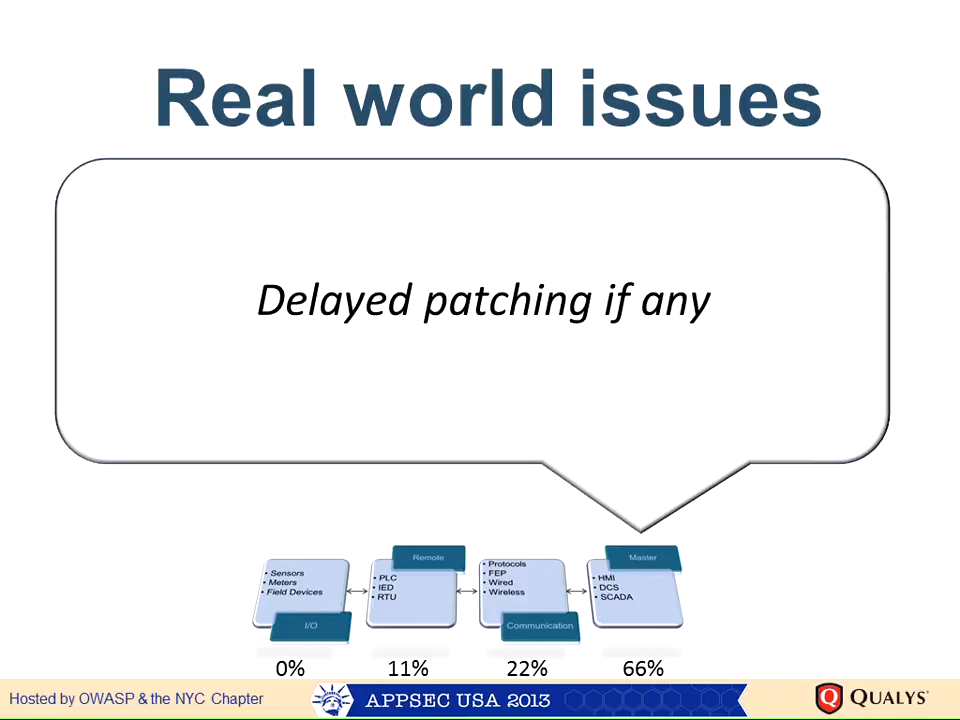 Real world issues
Delayed patching if any
• Sensors
• Meters
• Field Devices
I/O
Remote
• PLC
• IED
• RTU
• Protocols
• FEP
• Wired
• Wireless
Communication
Master
• HMI
• DCS
• SCADA
0% 11% 22% 66%
Hosted by OWASP & the NYC Chapter
APPSEC USA 2013
QUALYS